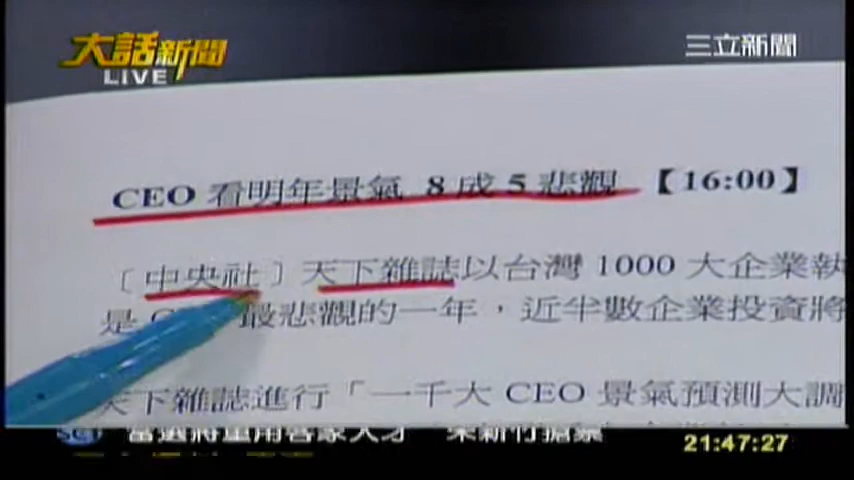 大話新聞
LIVE
三立新聞
CEO 看明年景氣 8 成 5 悲觀 【16:00】
〔中央社〕天下雜誌以台灣 1000 大企業執
是 C 最悲觀的一年，近半數企業投資將
天下雜誌進行「一千大 CEO 景氣預測大調
21:47:27